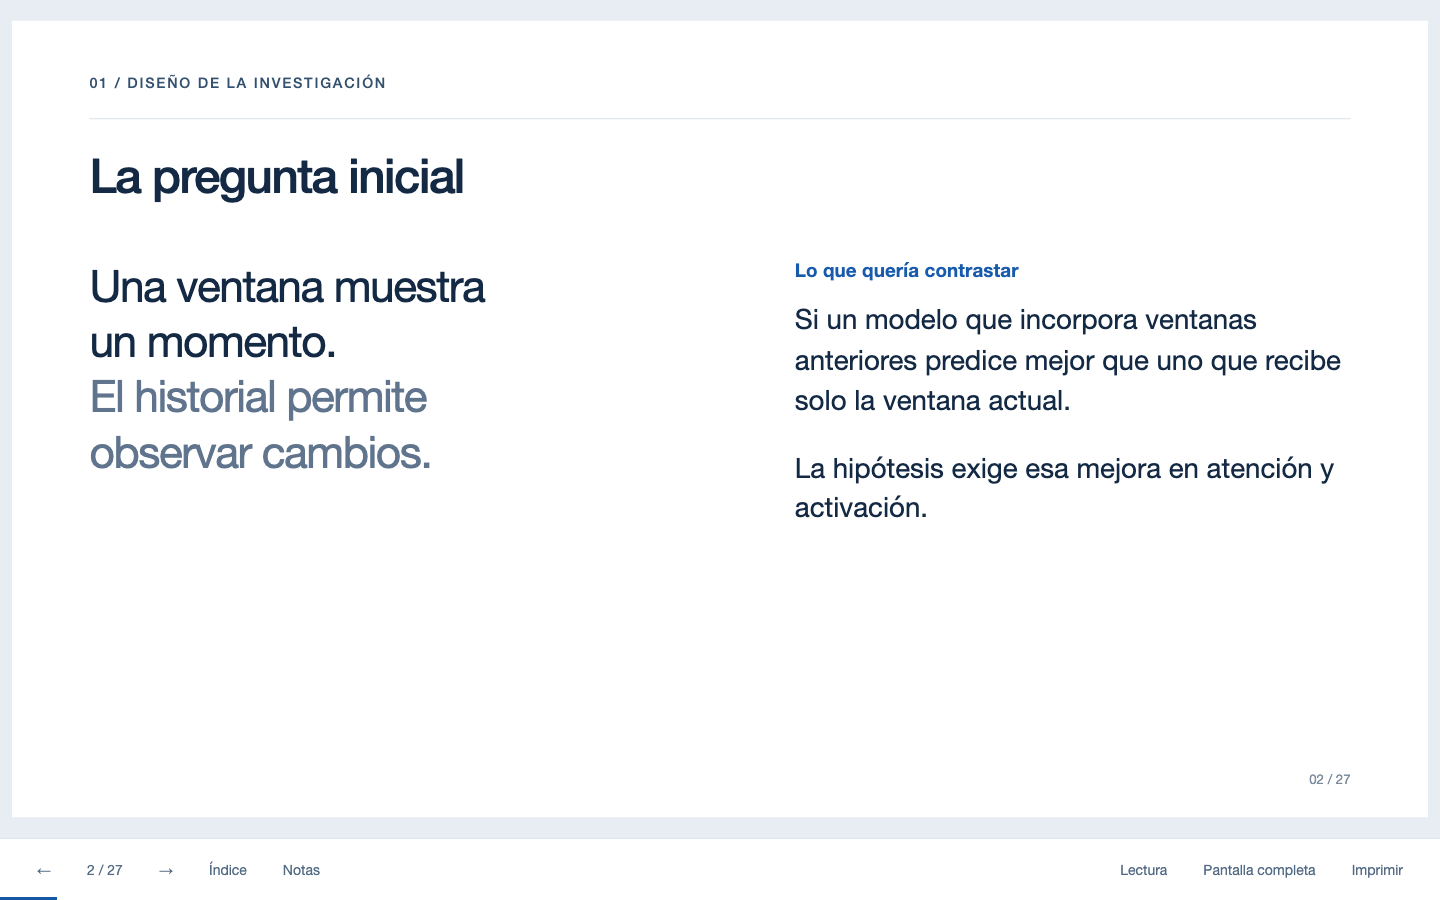 01 / DISEÑO DE LA INVESTIGACIÓN
La pregunta inicial
Una ventana muestra
un momento.
El historial permite
observar cambios.
Lo que quería contrastar
Si un modelo que incorpora ventanas
anteriores predice mejor que uno que recibe
solo la ventana actual.
La hipótesis exige esa mejora en atención y
activación.
02 / 27
← 2 / 27 → Índice Notas Lectura Pantalla completa Imprimir